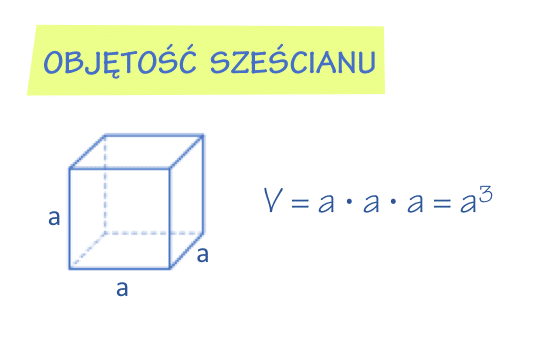 OBJĘTOŚĆ SZEŚCIANU
a
V = a · a · a = a³
a
a